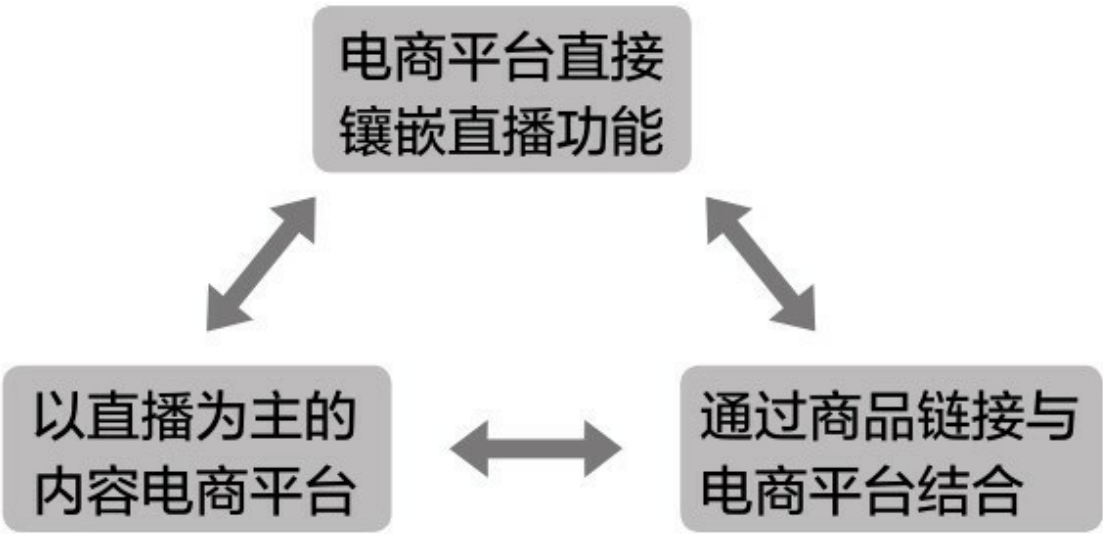 电商平台直接
镶嵌直播功能
以直播为主的
内容电商平台
通过商品链接与
电商平台结合